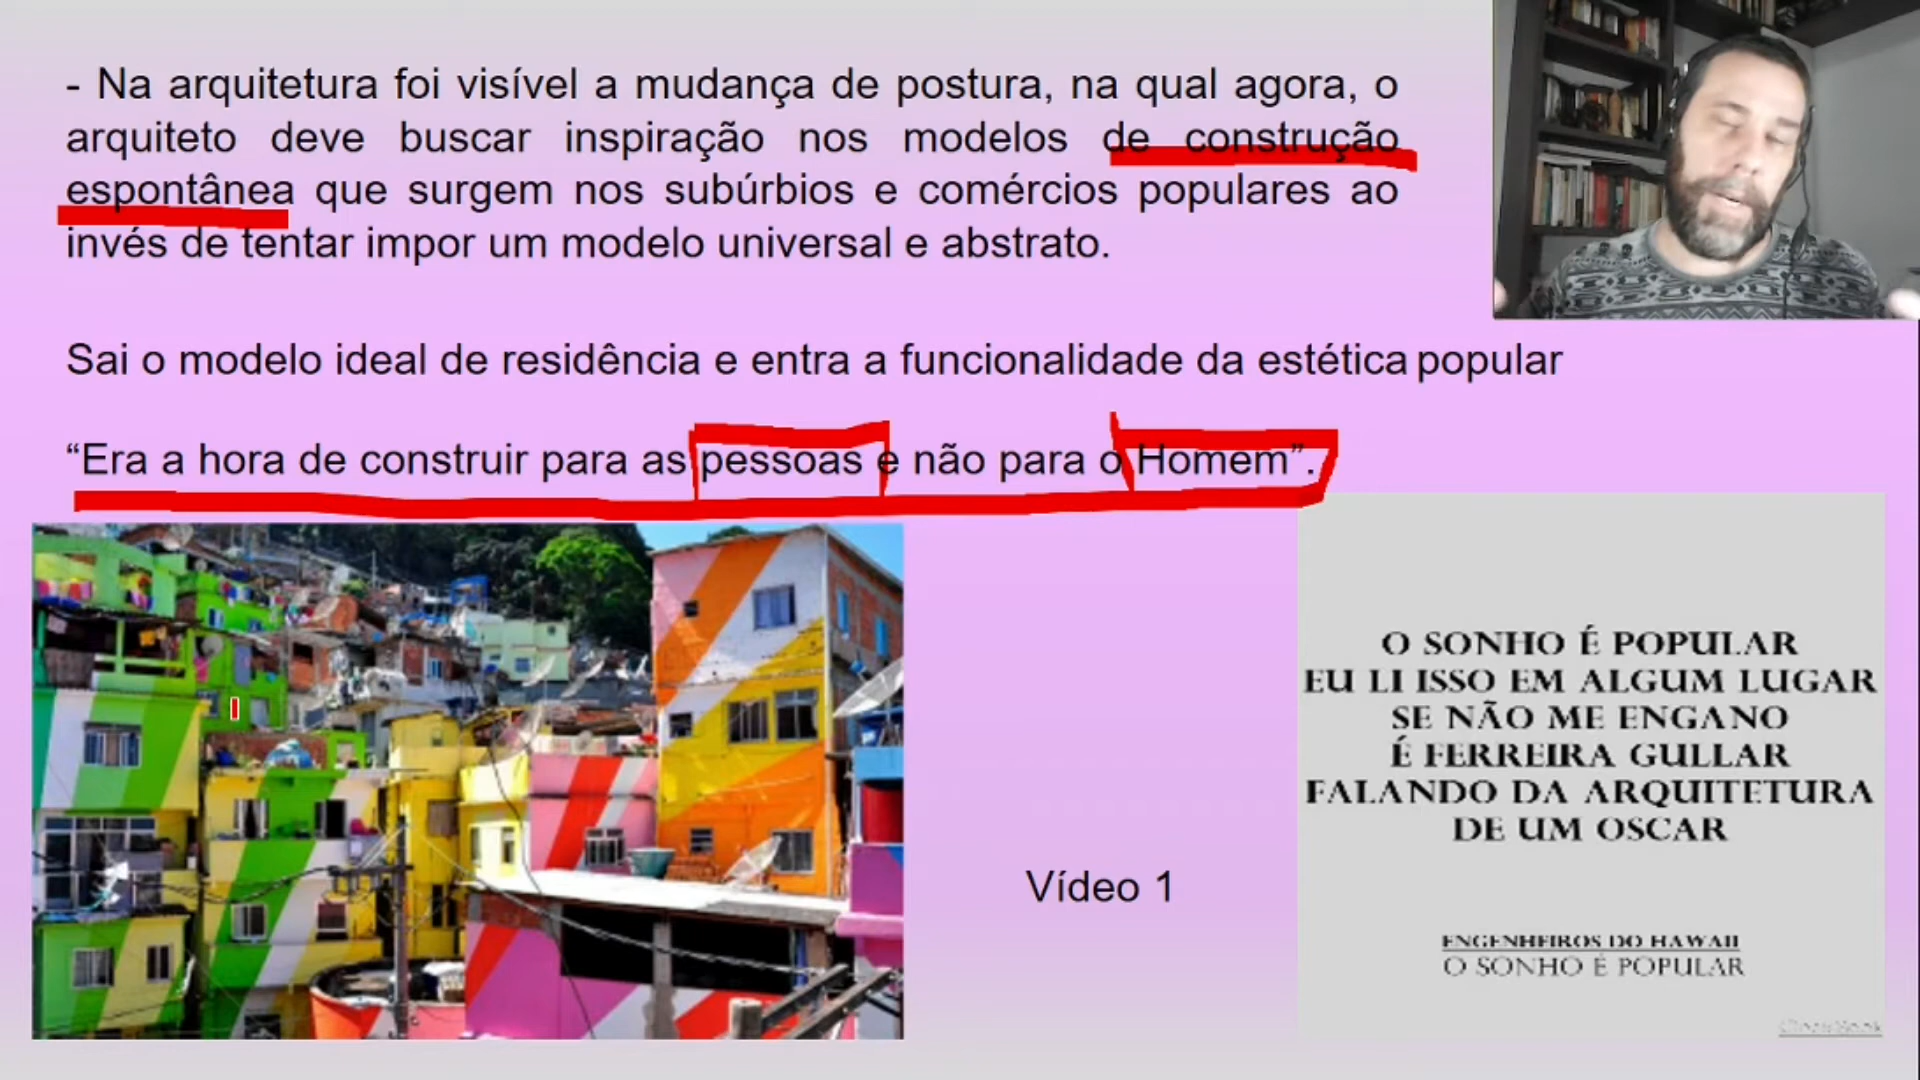 - Na arquitetura foi visível a mudança de postura, na qual agora, o
arquiteto deve buscar inspiração nos modelos de construção
espontânea que surgem nos subúrbios e comércios populares ao
invés de tentar impor um modelo universal e abstrato.
Sai o modelo ideal de residência e entra a funcionalidade da estética popular
“Era a hora de construir para as pessoas e não para o Homem”.
O SONHO É POPULAR
EU LI ISSO EM ALGUM LUGAR
SE NÃO ME ENGANO
É FERREIRA GULLAR
FALANDO DA ARQUITETURA
DE UM OSCAR
Vídeo 1
ENGENHEIROS DO HAWAII
O SONHO É POPULAR